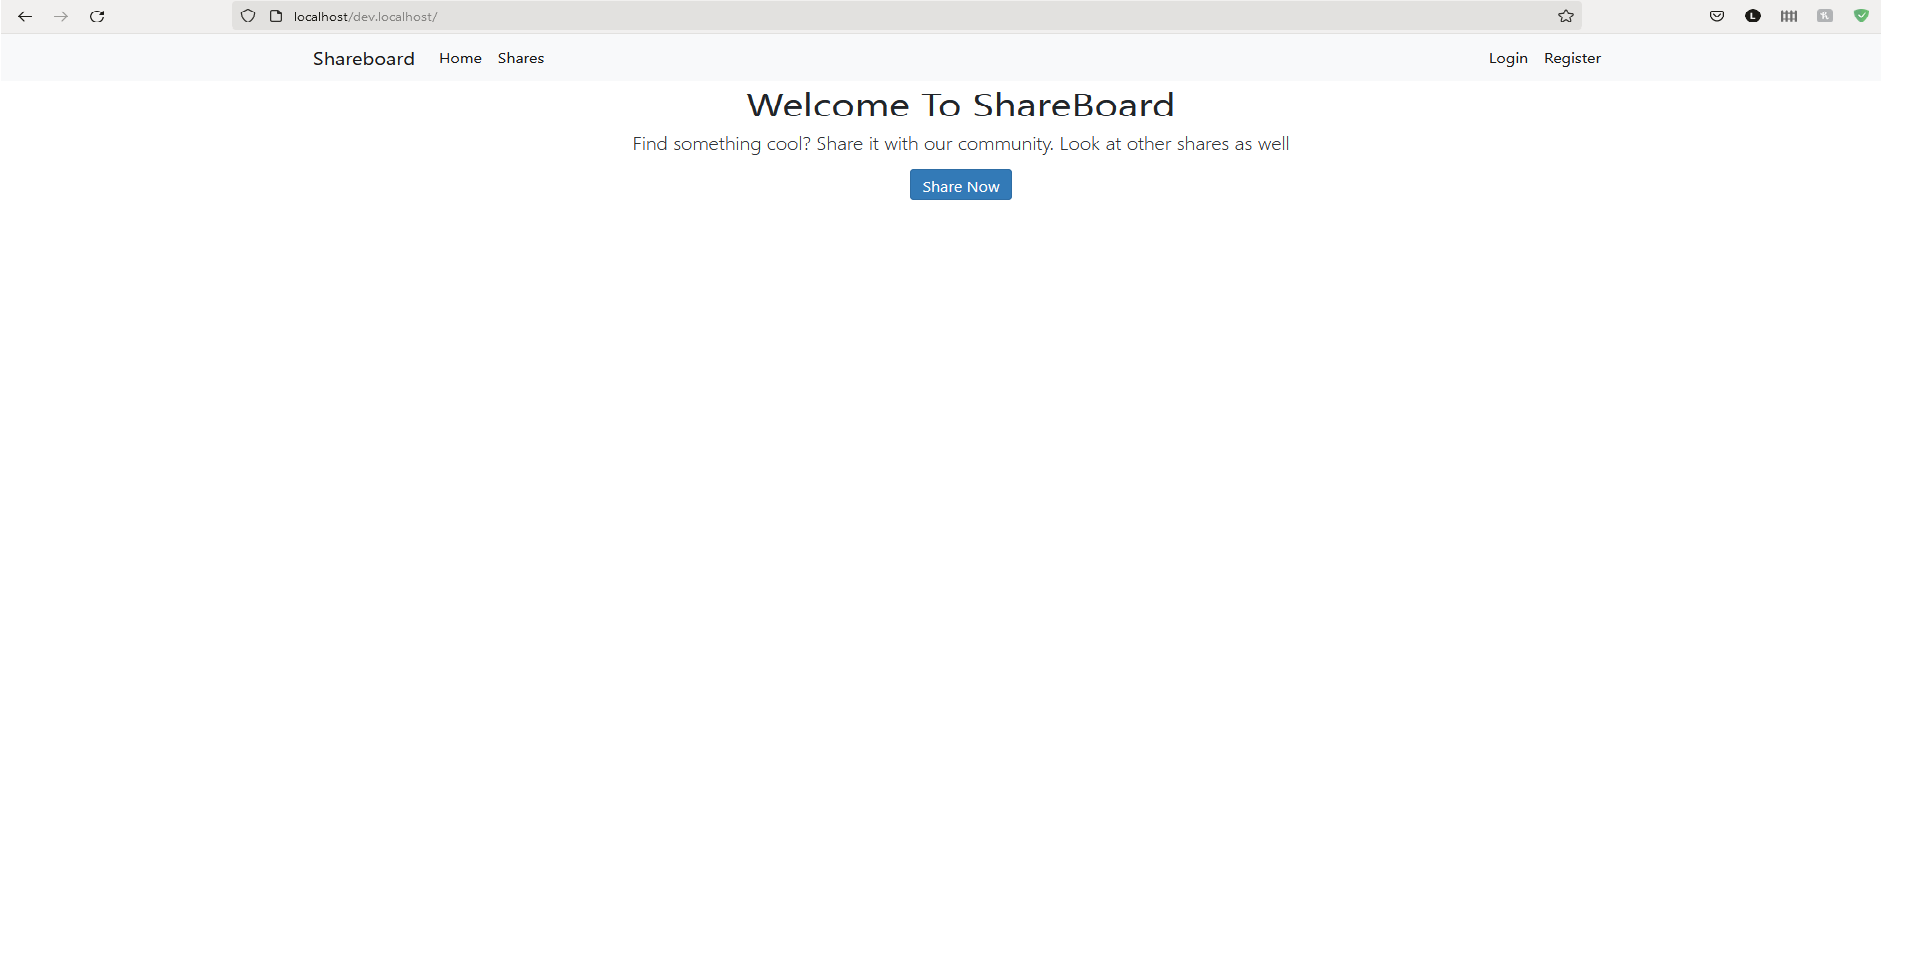 localhost/dev.localhost/
Shareboard Home Shares Login Register
Welcome To ShareBoard
Find something cool? Share it with our community. Look at other shares as well
Share Now